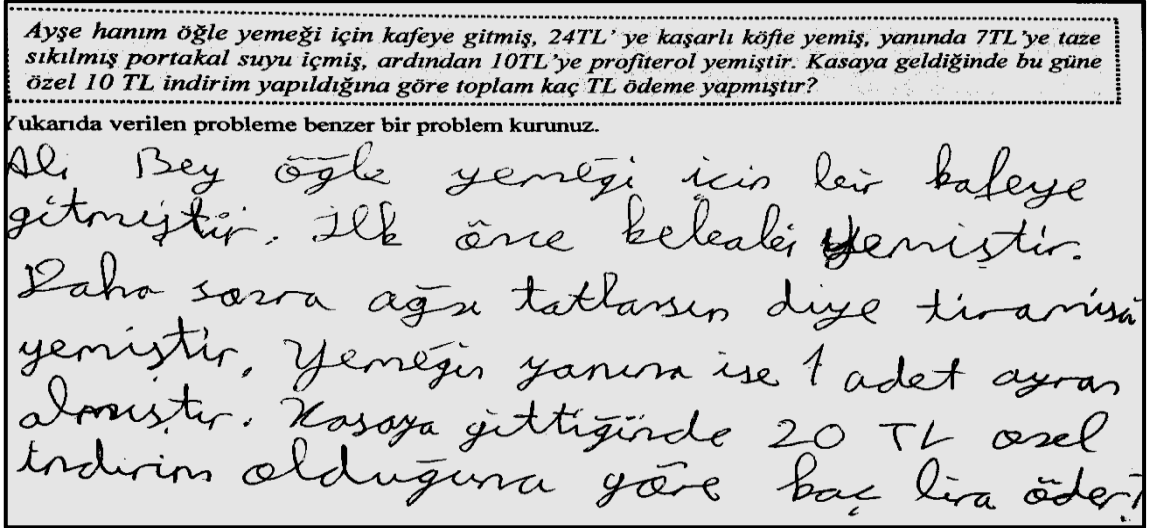 Ayşe hanım öğle yemeği için kafeye gitmiş, 24TL' ye kaşarlı köfte yemiş, yanında 7TL'ye taze
sıkılmış portakal suyu içmiş, ardından 10TL'ye profiterol yemiştir. Kasaya geldiğinde bu güne
özel 10 TL indirim yapıldığına göre toplam kaç TL ödeme yapmıştır?
Yukarıda verilen probleme benzer bir problem kurunuz.
Ali Bey öğle yemeği için bir kafeye
gitmiştir. İlk önce kebabı yemiştir.
Daha sonra ağzı tatlansın diye tiramisu
yemiştir. Yemeğin yanına ise 1 adet ayran
almıştır. Kasaya gittiğinde 20 TL özel
indirim olduğuna göre kaç lira öder?